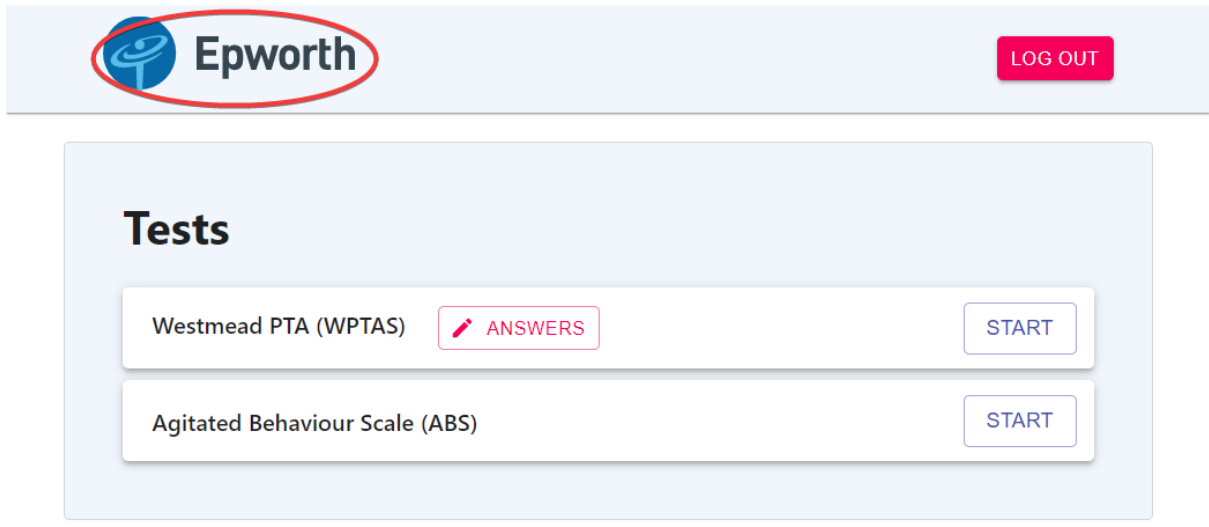 Epworth
LOG OUT
Tests
Westmead PTA (WPTAS)
ANSWERS
START
Agitated Behaviour Scale (ABS)
START